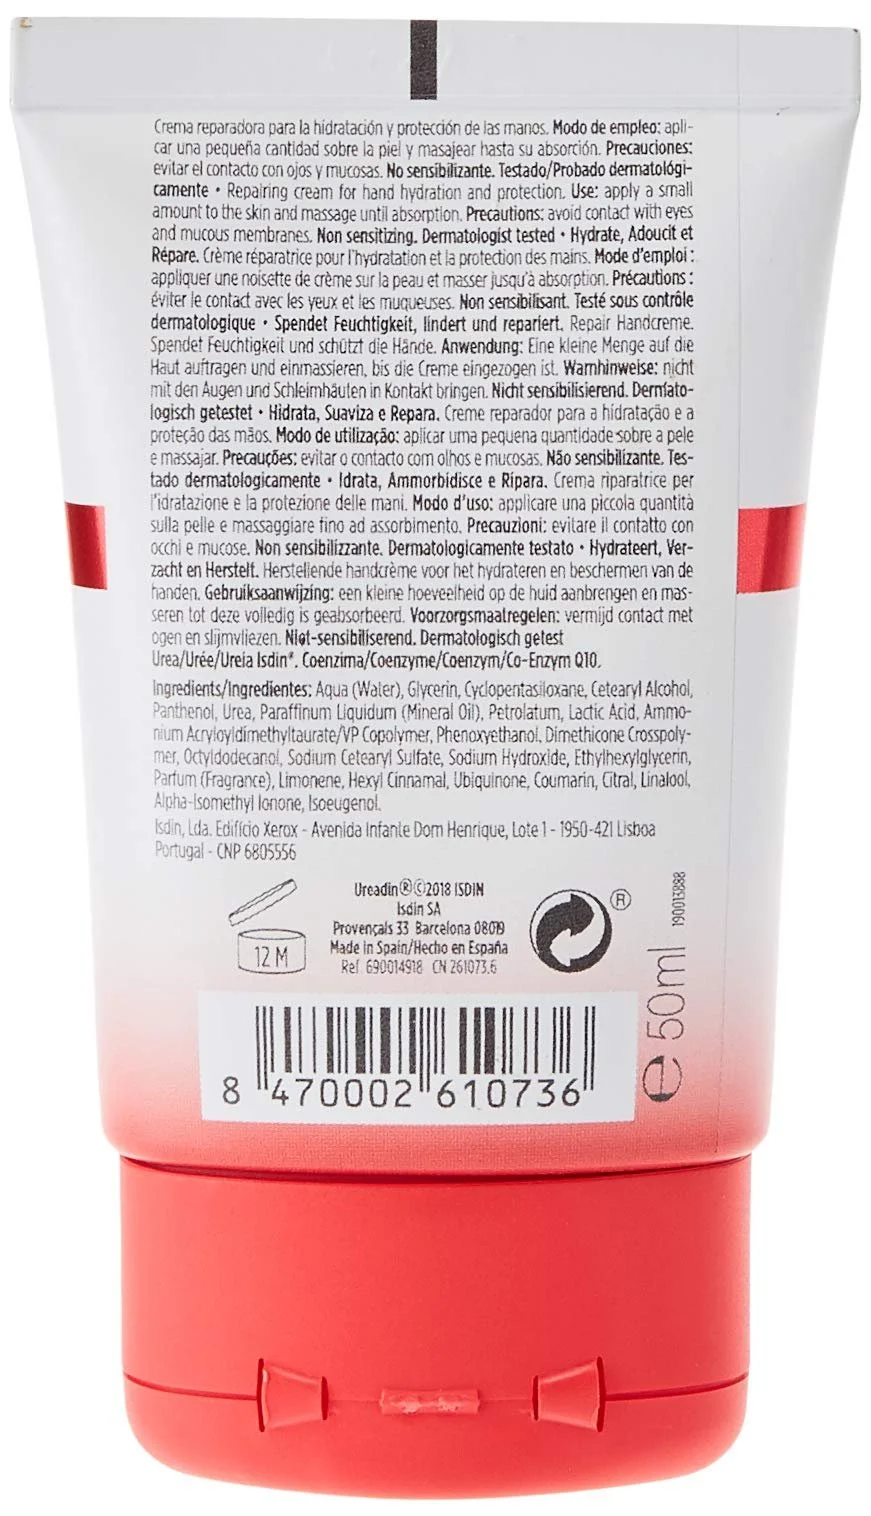 Crema reparadora para la hidratación y protección de las manos. Modo de empleo: apli-
car una pequeña cantidad sobre la piel y masajear hasta su absorción. Precauciones:
evitar el contacto con ojos y mucosas. No sensibilizante. Testado/Probado dermatológi-
camente • Repairing cream for hand hydration and protection. Use: apply a small
amount to the skin and massage until absorption. Precautions: avoid contact with eyes
and mucous membranes. Non sensitizing. Dermatologist tested • Hydrate, Adoucit et
Répare. Crème réparatrice pour l'hydratation et la protection des mains. Mode d'emploi :
appliquer une noisette de crème sur la peau et masser jusqu'à absorption. Précautions :
éviter le contact avec les yeux et les muqueuses. Non sensibilisant. Testé sous contrôle
dermatologique • Spendet Feuchtigkeit, lindert und repariert. Repair Handcreme.
Spendet Feuchtigkeit und schützt die Hände. Anwendung: Eine kleine Menge auf die
Haut auftragen und einmassieren, bis die Creme eingezogen ist. Warnhinweise: nicht
mit den Augen und Schleimhäuten in Kontakt bringen. Nicht sensibilisierend. Dermato-
logisch getestet • Hidrata, Suaviza e Repara. Creme reparador para a hidratação e a
proteção das mãos. Modo de utilização: aplicar uma pequena quantidade sobre a pele
e massajar. Precauções: evitar o contacto com olhos e mucosas. Não sensibilizante. Tes-
tado dermatologicamente • Idrata, Ammorbidisce e Ripara. Crema riparatrice per
l'idratazione e la protezione delle mani. Modo d'uso: applicare una piccola quantità
sulla pelle e massaggiare fino ad assorbimento. Precauzioni: evitare il contatto con
occhi e mucose. Non sensibilizzante. Dermatologicamente testato • Hydrateert, Ver-
zacht en Herstelt. Herstellende handcrème voor het hydrateren en beschermen van de
handen. Gebruiksaanwijzing: een kleine hoeveelheid op de huid aanbrengen en mas-
seren tot deze volledig is geabsorbeerd. Voorzorgsmaatregelen: vermijd contact met
ogen en slijmvliezen. Niet-sensibiliserend. Dermatologisch getest
Urea/Urée/Ureia Isdin®. Coenzima/Coenzyme/Coenzym/Co-Enzym Q10.
Ingredients/Ingredientes: Aqua (Water), Glycerin, Cyclopentasiloxane, Cetearyl Alcohol,
Panthenol, Urea, Paraffinum Liquidum (Mineral Oil), Petrolatum, Lactic Acid, Ammo-
nium Acryloyldimethyltaurate/VP Copolymer, Phenoxyethanol, Dimethicone Crosspoly-
mer, Octyldodecanol, Sodium Cetearyl Sulfate, Sodium Hydroxide, Ethylhexylglycerin,
Parfum (Fragrance), Limonene, Hexyl Cinnamal, Ubiquinone, Coumarin, Citral, Linalool,
Alpha-Isomethyl Ionone, Isoeugenol.
Isdin, Lda. Edifício Xerox - Avenida Infante Dom Henrique, Lote 1 - 1950-421 Lisboa
Portugal - CNP 6805556
Ureadin®©2018 ISDIN
Isdin SA
Provençals 33 Barcelona 08019
Made in Spain/Hecho en España
Ref. 690014918 CN 261073.6
12 M
®
190013888
℮ 50ml
8 470002 610736